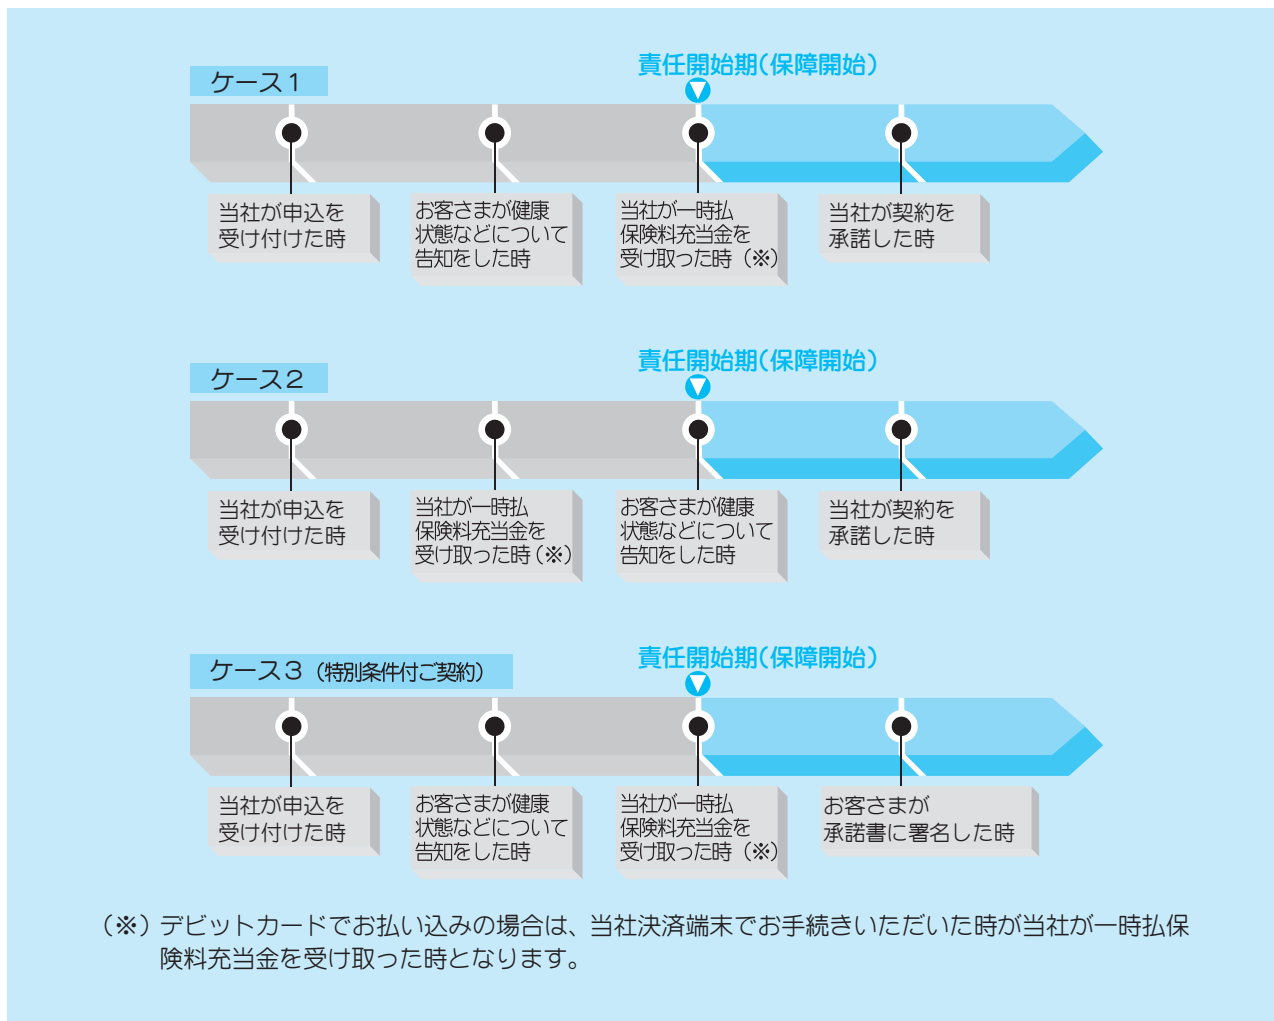 ケース1
責任開始期(保障開始)
当社が申込を
受け付けた時
お客さまが健康
状態などについて
告知をした時
当社が一時払
保険料充当金を
受け取った時（※）
当社が契約を
承諾した時
ケース2
責任開始期(保障開始)
当社が申込を
受け付けた時
当社が一時払
保険料充当金を
受け取った時（※）
お客さまが健康
状態などについて
告知をした時
当社が契約を
承諾した時
ケース3（特別条件付ご契約）
責任開始期(保障開始)
当社が申込を
受け付けた時
お客さまが健康
状態などについて
告知をした時
当社が一時払
保険料充当金を
受け取った時（※）
お客さまが
承諾書に署名した時
（※）デビットカードでお払い込みの場合は、当社決済端末でお手続きいただいた時が当社が一時払保
険料充当金を受け取った時となります。